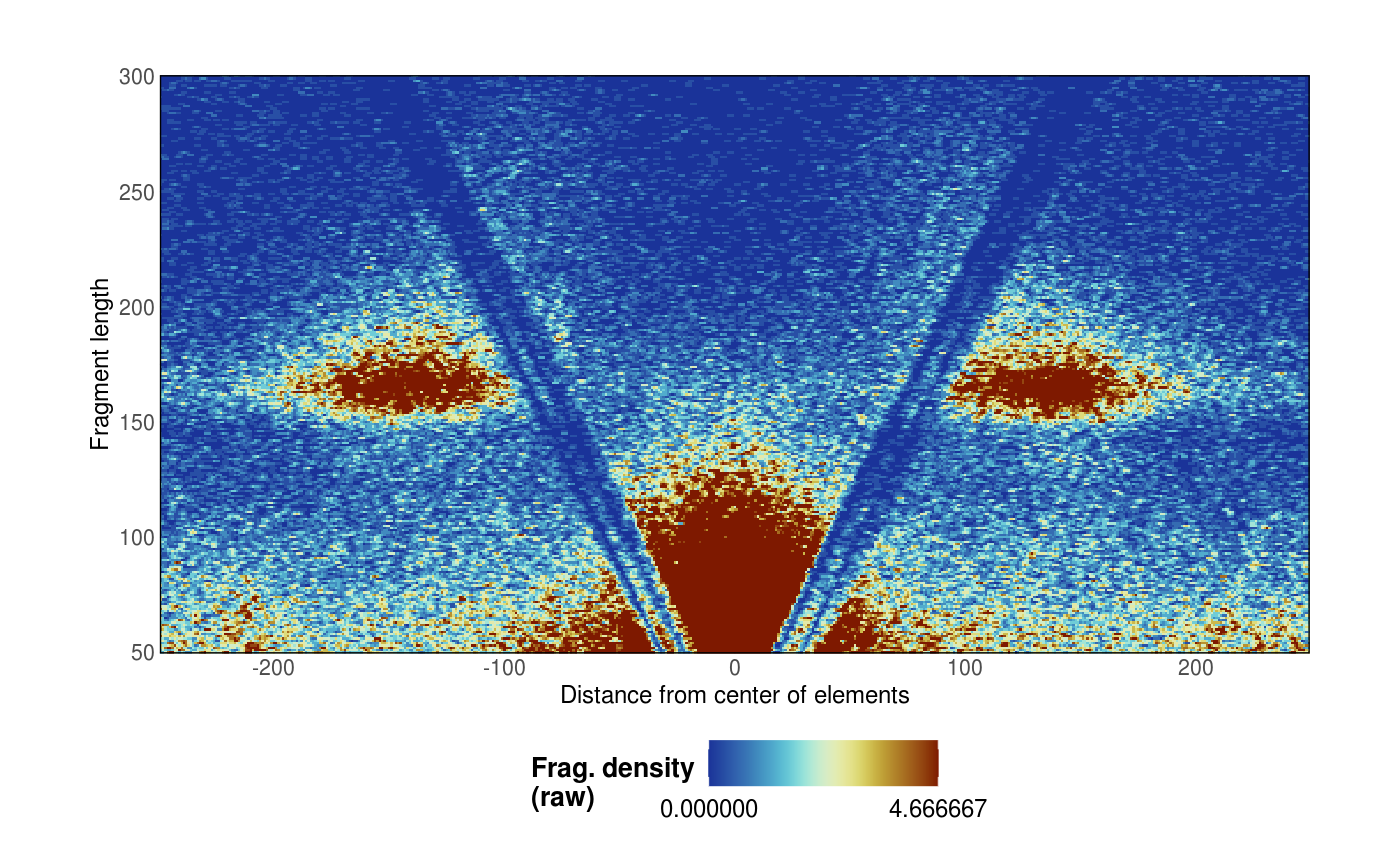 300
250
200
150
100
50
Fragment length
-200 -100 0 100 200
Distance from center of elements
Frag. density
(raw)
0.000000 4.666667